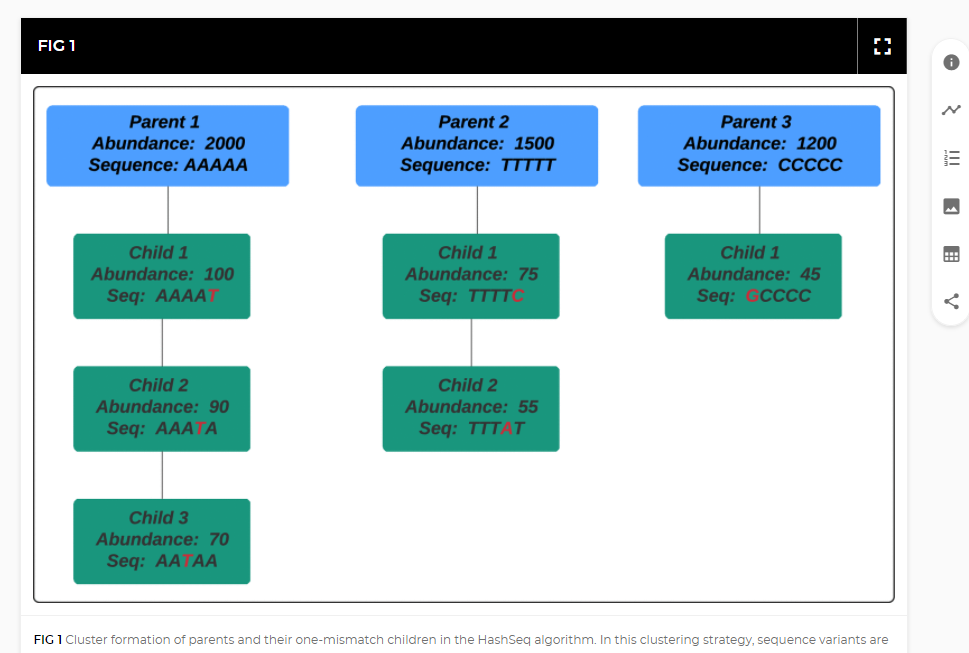 FIG 1
Parent 1
Abundance: 2000
Sequence: AAAAA
Parent 2
Abundance: 1500
Sequence: TTTTT
Parent 3
Abundance: 1200
Sequence: CCCCC
Child 1
Abundance: 100
Seq: AAAAT
Child 1
Abundance: 75
Seq: TTTTC
Child 1
Abundance: 45
Seq: GCCCC
Child 2
Abundance: 90
Seq: AAATA
Child 2
Abundance: 55
Seq: TTTAT
Child 3
Abundance: 70
Seq: AATAA
FIG 1 Cluster formation of parents and their one-mismatch children in the HashSeq algorithm. In this clustering strategy, sequence variants are